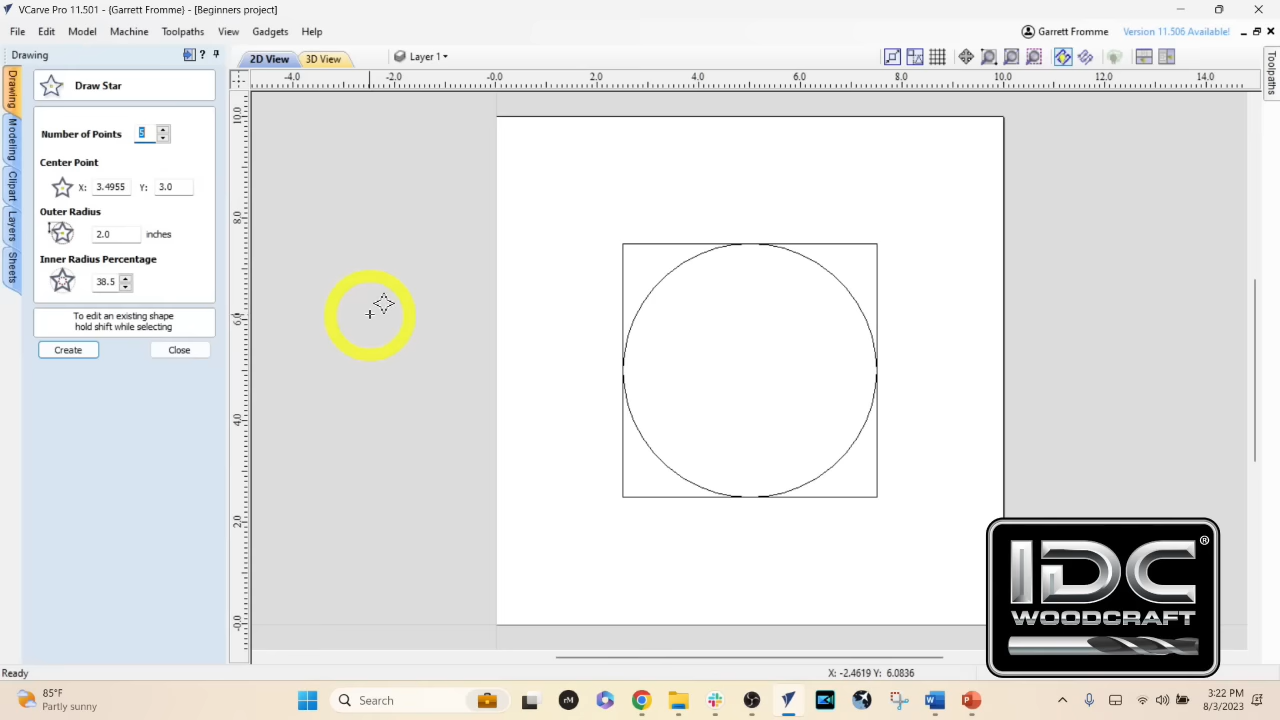 VCarve Pro 11.501 - {Garrett Fromme} - [Beginners project]
File Edit Model Machine Toolpaths View Gadgets Help
Garrett Fromme Version 11.506 Available!
Drawing
2D View 3D View Layer 1
Draw Star
-4.0 -2.0 -0.0 2.0 4.0 6.0 8.0 10.0 12.0 14.0
10.0
8.0
6.0
4.0
2.0
-0.0
Drawing
Modeling
Clipart
Layers
Sheets
Toolpaths
Number of Points 5
Center Point
X: 3.4955 Y: 3.0
Outer Radius
2.0 inches
Inner Radius Percentage
38.5
To edit an existing shape
hold shift while selecting
Create Close
IDC ®
WOODCRAFT
Ready X: -2.4619 Y: 6.0836
85°F
Partly sunny
Search
rM
W
P
3:22 PM
8/3/2023